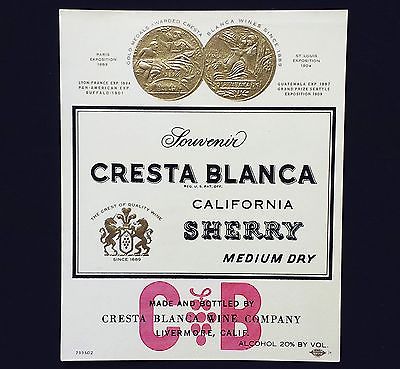 GOLD MEDALS AWARDED CRESTA BLANCA WINES SINCE 1889
PARIS
EXPOSITION
1889
ST. LOUIS
EXPOSITION
1904
LYON-FRANCE EXP. 1894
PAN-AMERICAN EXP.
BUFFALO-1901
GUATEMALA EXP. 1897
GRAND PRIZE SEATTLE
EXPOSITION 1909
Souvenir
CRESTA BLANCA
REG. U. S. PAT. OFF.
CALIFORNIA
SHERRY
MEDIUM DRY
THE CREST OF QUALITY WINE
SINCE 1889
C B
MADE AND BOTTLED BY
CRESTA BLANCA WINE COMPANY
LIVERMORE, CALIF.
ALCOHOL 20% BY VOL.